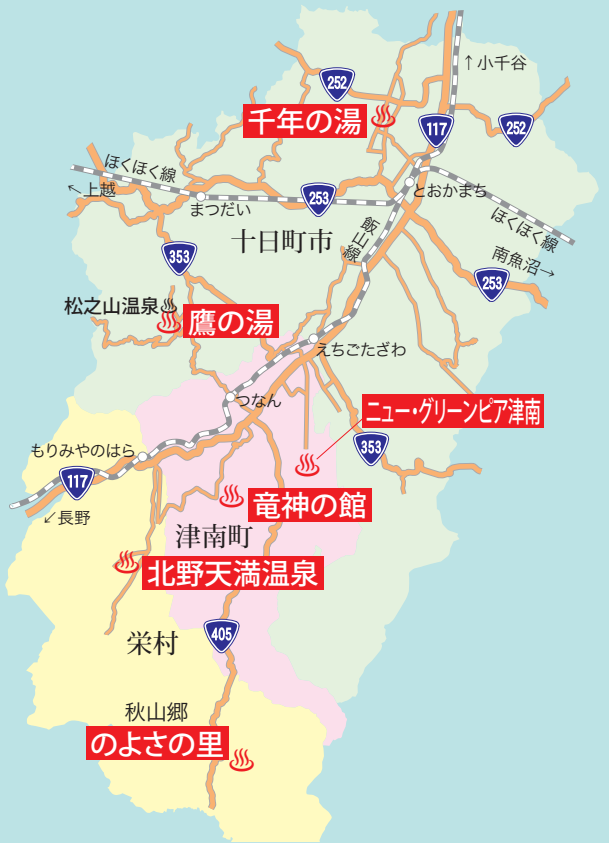 ↑小千谷
252
千年の湯
117
252
ほくほく線
←上越
まつだい
253
とおかまち
飯山線
ほくほく線
十日町市
南魚沼→
353
253
松之山温泉
鷹の湯
えちごたざわ
つなん
ニュー・グリーンピア津南
もりみやのはら
353
117
竜神の館
↙長野
津南町
北野天満温泉
栄村
405
秋山郷
のよさの里